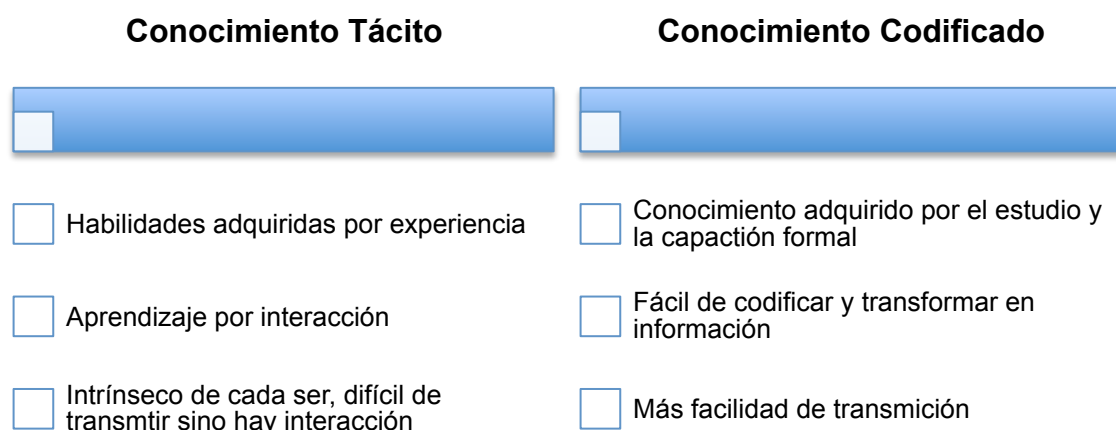 Conocimiento Tácito
Habilidades adquiridas por experiencia
Aprendizaje por interacción
Intrínseco de cada ser, difícil de
transmtir sino hay interacción
Conocimiento Codificado
Conocimiento adquirido por el estudio y
la capactión formal
Fácil de codificar y transformar en
información
Más facilidad de transmición